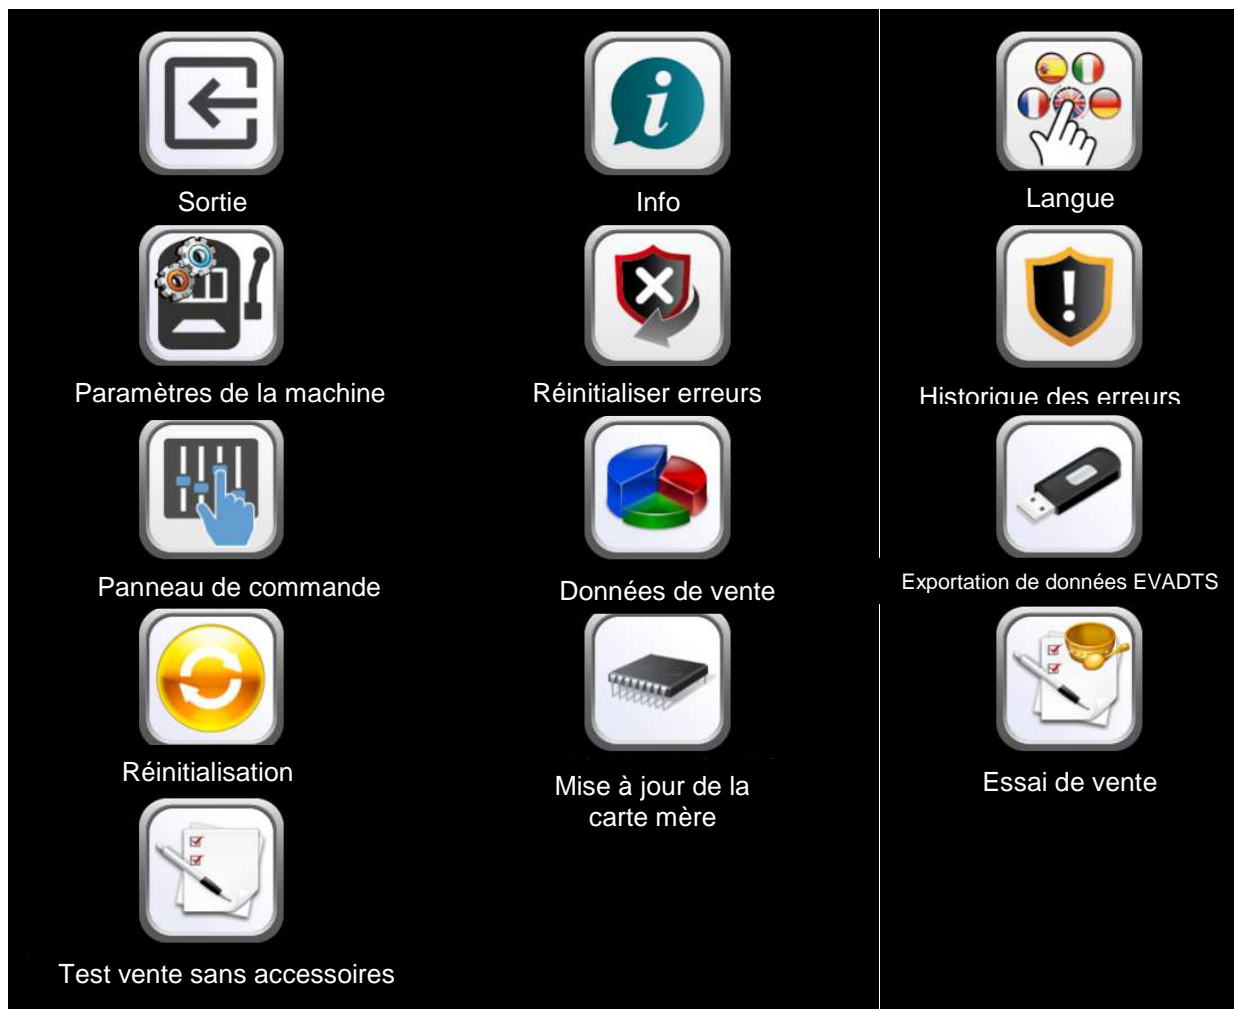 Sortie
Info
Langue
Paramètres de la machine
Réinitialiser erreurs
Historique des erreurs
Panneau de commande
Données de vente
Exportation de données EVADTS
Réinitialisation
Mise à jour de la
carte mère
Essai de vente
Test vente sans accessoires